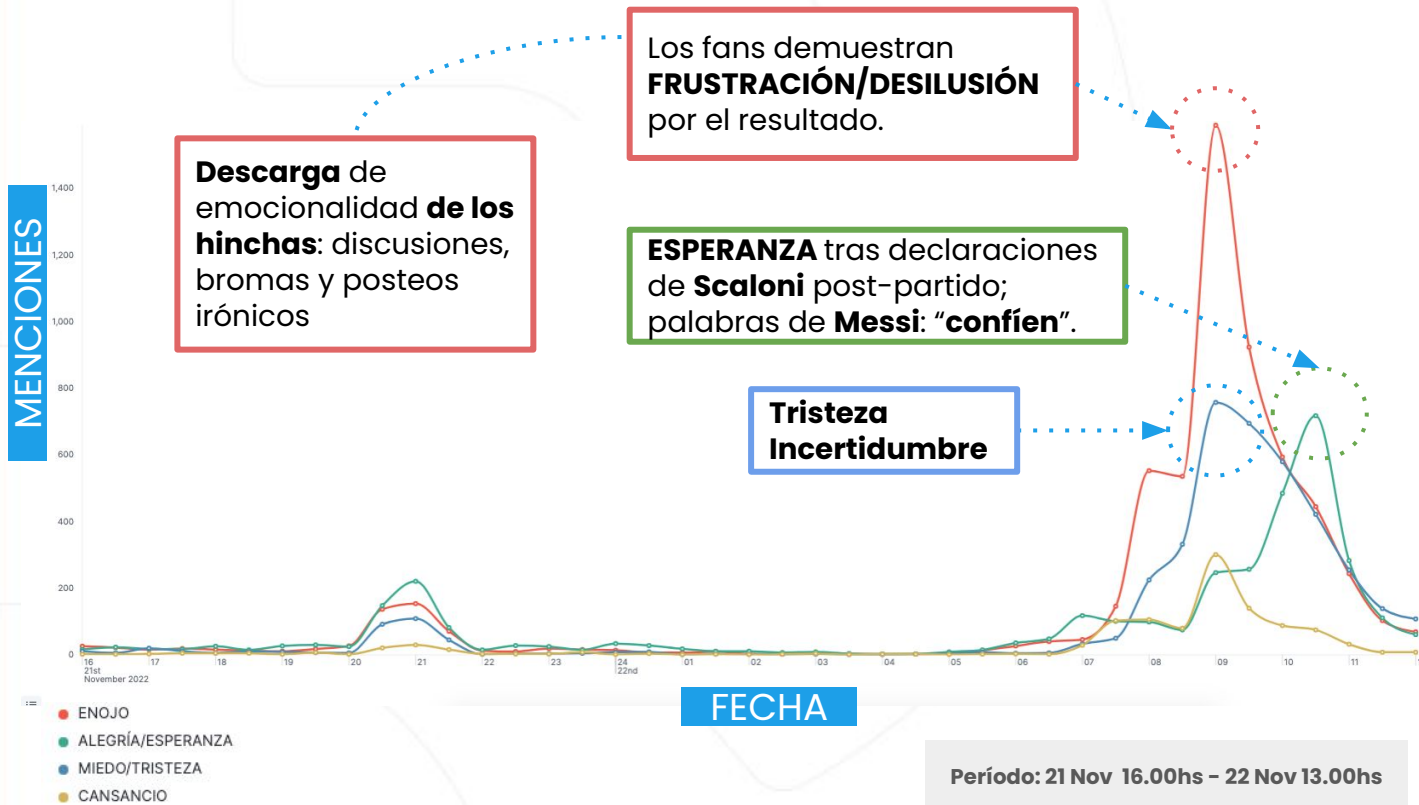 Los fans demuestran
FRUSTRACIÓN/DESILUSIÓN
por el resultado.
Descarga de
emocionalidad de los
hinchas: discusiones,
bromas y posteos
irónicos
ESPERANZA tras declaraciones
de Scaloni post-partido;
palabras de Messi: “confíen”.
Tristeza
Incertidumbre
MENCIONES
1,400
1,200
1,000
800
600
400
200
0
16 17 18 19 20 21 22 23 24 01 02 03 04 05 06 07 08 09 10 11
21st 22nd
November 2022
FECHA
ENOJO
ALEGRÍA/ESPERANZA
MIEDO/TRISTEZA
CANSANCIO
Período: 21 Nov 16.00hs - 22 Nov 13.00hs